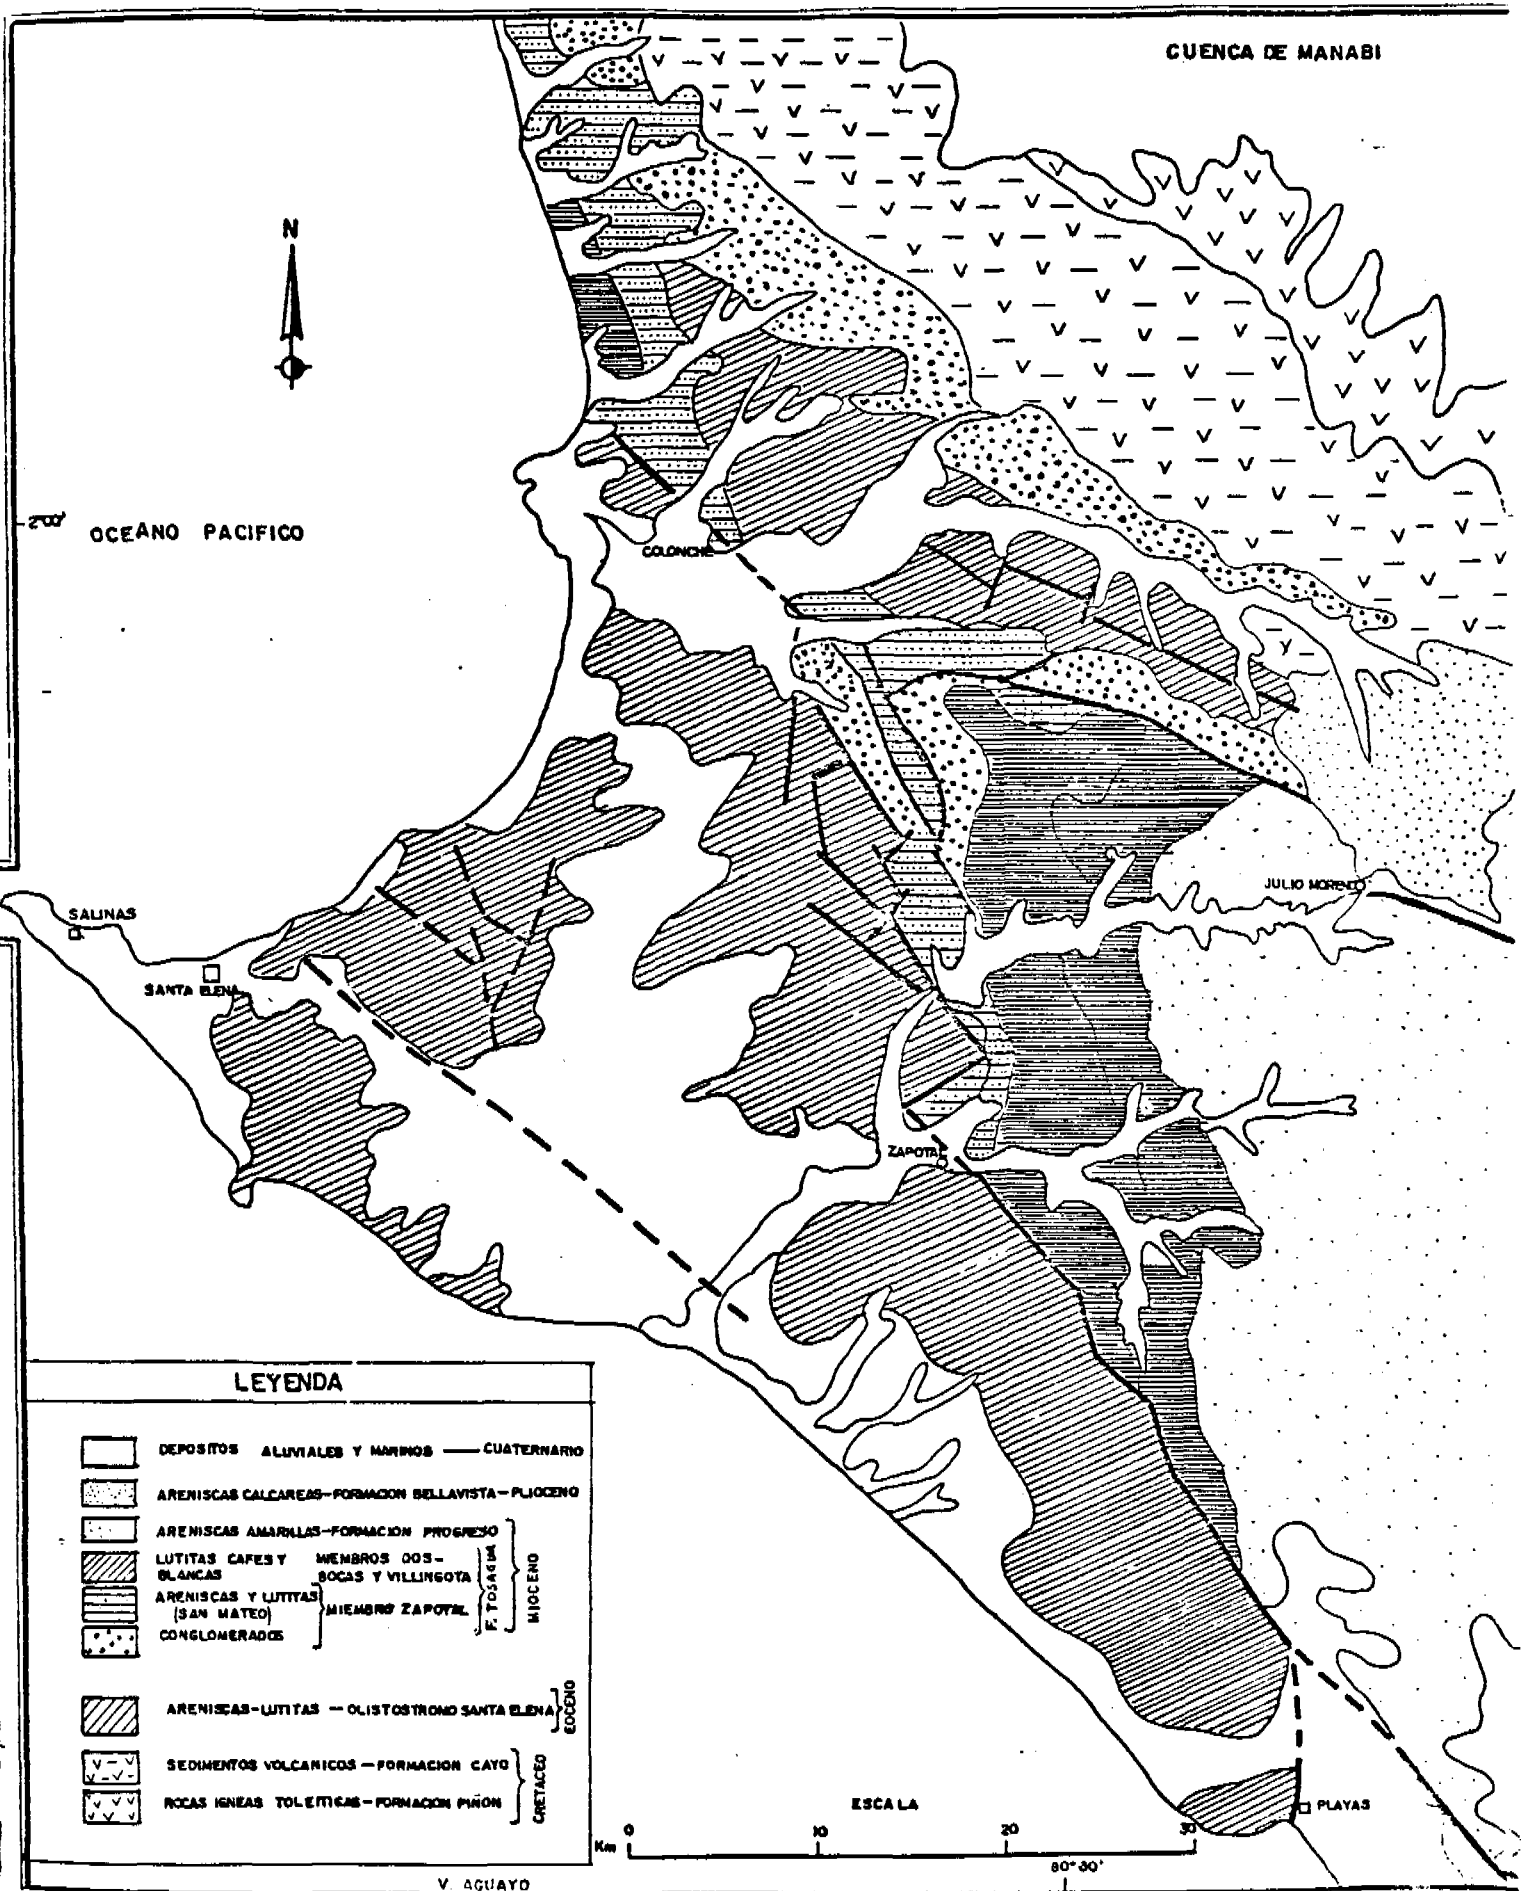 CUENCA DE MANABI
N
2°00'
OCEANO PACIFICO
COLONCHE
JULIO MORENO
SALINAS
SANTA ELENA
ZAPOTAL
PLAYAS
LEYENDA
DEPOSITOS ALUVIALES Y MARINOS — CUATERNARIO
ARENISCAS CALCAREAS-FORMACION BELLAVISTA-PLIOCENO
ARENISCAS AMARILLAS-FORMACION PROGRESO
LUTITAS CAFES Y BLANCAS
MIEMBROS DOS-BOCAS Y VILLINGOTA
ARENISCAS Y LUTITAS (SAN MATEO)
MIEMBRO ZAPOTAL
CONGLOMERADOS
F. TOSAGUA
MIOCENO
ARENISCAS-LUTITAS — OLISTOSTROMO SANTA ELENA
EOCENO
SEDIMENTOS VOLCANICOS — FORMACION CAYO
ROCAS IGNEAS TOLEITICAS-FORMACION PIÑON
CRETACEO
ESCALA
Km 0 10 20 30
80°30'
V. AGUAYO